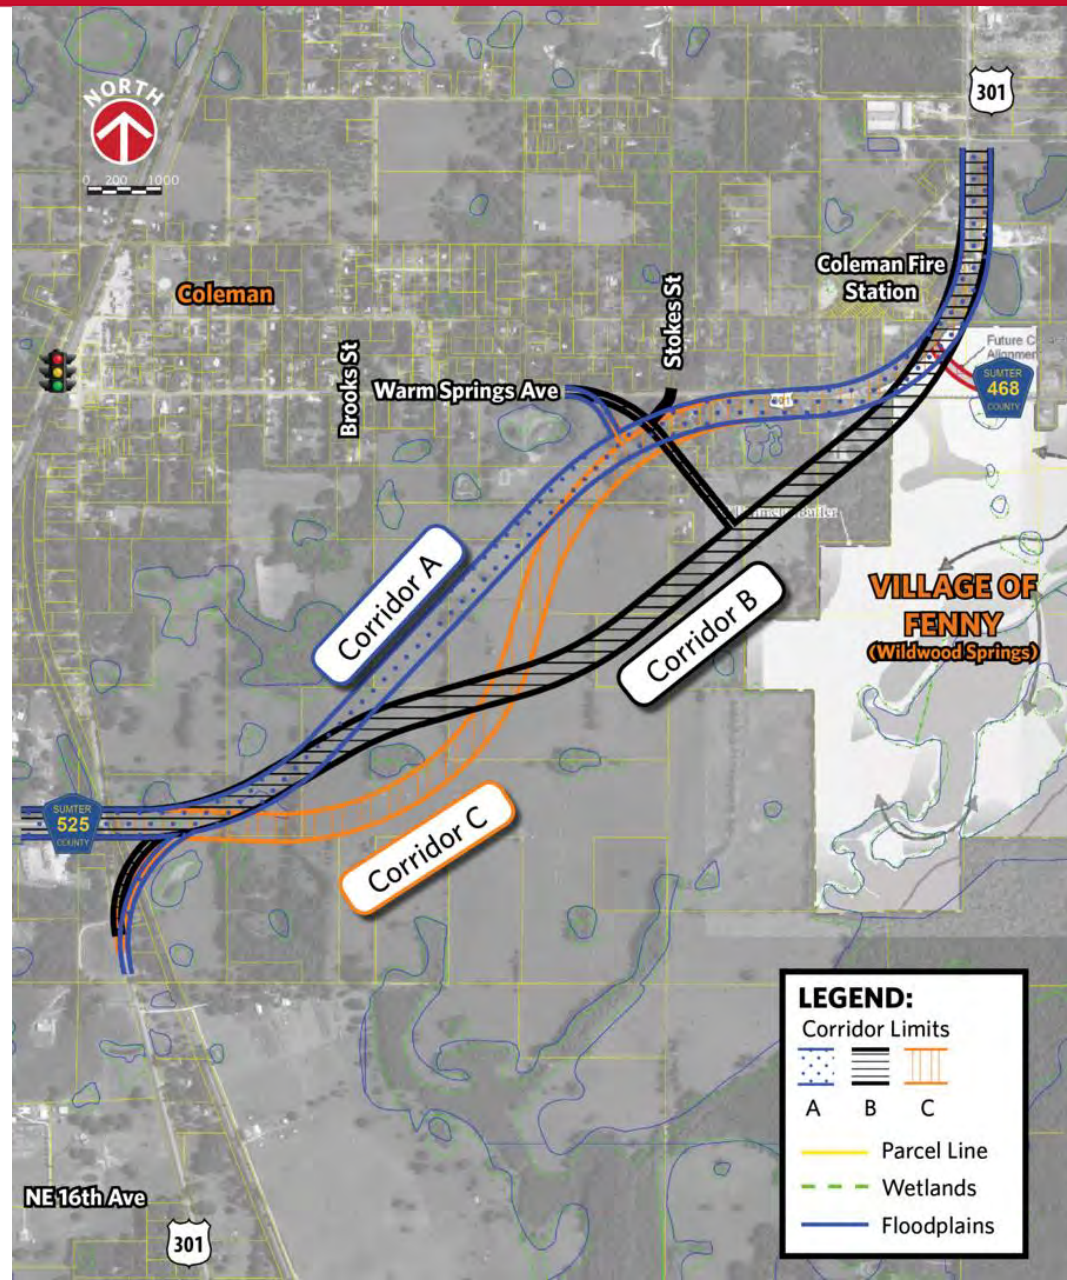 NORTH
0 200 1000
301
Coleman
Coleman Fire
Station
Stokes St
Brooks St
Warm Springs Ave
301
Future C
Alignmen
SUMTER
468
COUNTY
VILLAGE OF
FENNY
(Wildwood Springs)
Corridor A
Corridor B
Corridor C
SUMTER
525
COUNTY
NE 16th Ave
301
LEGEND:
Corridor Limits
A B C
Parcel Line
Wetlands
Floodplains